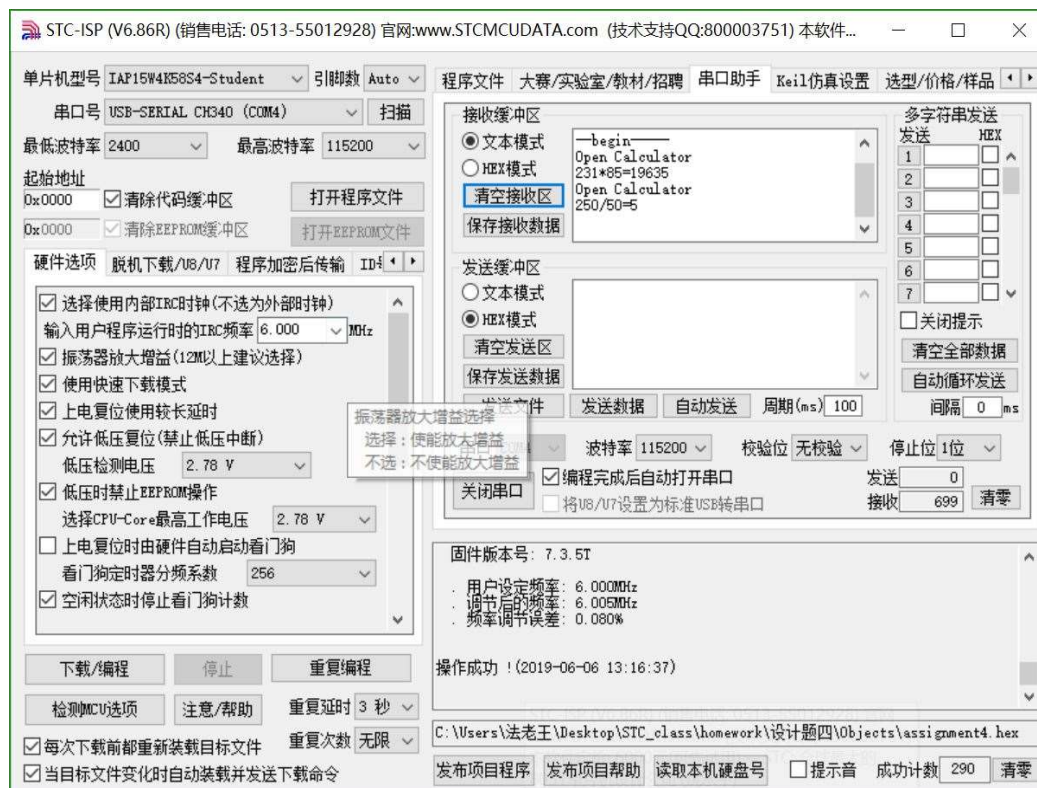 STC-ISP (V6.86R) (销售电话: 0513-55012928) 官网:www.STCMCUDATA.com (技术支持QQ:800003751) 本软件...
单片机型号 IAP15W4K58S4-Student 引脚数 Auto
串口号 USB-SERIAL CH340 (COM4) 扫描
最低波特率 2400 最高波特率 115200
起始地址
0x0000 清除代码缓冲区 打开程序文件
0x0000 清除EEPROM缓冲区 打开EEPROM文件
硬件选项 脱机下载/U8/U7 程序加密后传输
选择使用内部IRC时钟(不选为外部时钟)
输入用户程序运行时的IRC频率 6.000 MHz
振荡器放大增益(12M以上建议选择)
使用快速下载模式
上电复位使用较长延时
允许低压复位(禁止低压中断)
低压检测电压 2.78 V
低压时禁止EEPROM操作
选择CPU-Core最高工作电压 2.78 V
上电复位时由硬件自动启动看门狗
看门狗定时器分频系数 256
空闲状态时停止看门狗计数
振荡器放大增益选择
选择:使能放大增益
不选:不使能放大增益
下载/编程 停止 重复编程
检测MCU选项 注意/帮助 重复延时 3 秒
重复次数 无限
每次下载前都重新装载目标文件
当目标文件变化时自动装载并发送下载命令
程序文件 大赛/实验室/教材/招聘 串口助手 Keil仿真设置 选型/价格/样品
接收缓冲区
文本模式
HEX模式
清空接收区
保存接收数据
—begin——
Open Calculator
231*85=19635
Open Calculator
250/50=5
多字符串发送
发送 HEX
1
2
3
4
5
6
7
关闭提示
清空全部数据
自动循环发送
间隔 0 ms
发送缓冲区
文本模式
HEX模式
清空发送区
保存发送数据
发送文件 发送数据 自动发送 周期(ms) 100
波特率 115200 校验位 无校验 停止位 1位
关闭串口 编程完成后自动打开串口
将U8/U7设置为标准USB转串口
发送 0
接收 699 清零
固件版本号: 7.3.5T
. 用户设定频率: 6.000MHz
. 调节后的频率: 6.005MHz
. 频率调节误差: 0.080%
操作成功 !(2019-06-06 13:16:37)
C:\Users\法老王\Desktop\STC_class\homework\设计题四\Objects\assignment4.hex
发布项目程序 发布项目帮助 读取本机硬盘号 提示音 成功计数 290 清零